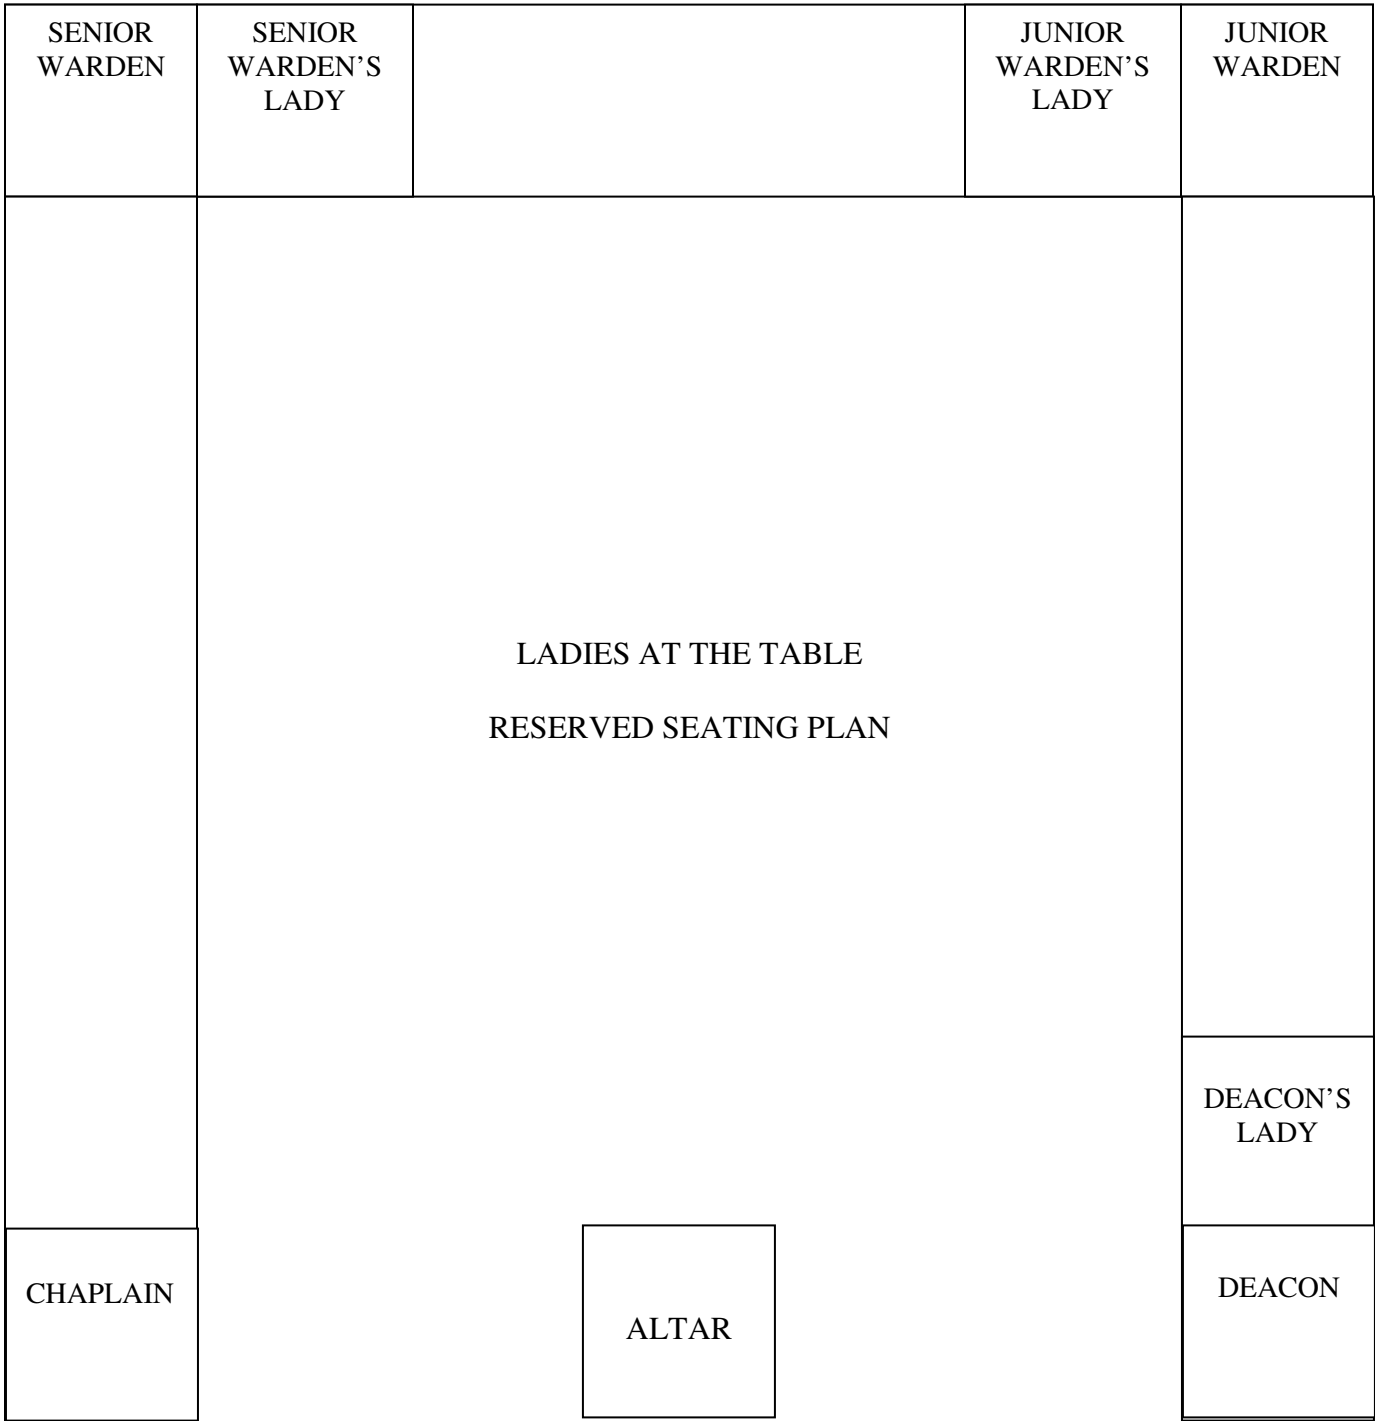 SENIOR
WARDEN
SENIOR
WARDEN’S
LADY
JUNIOR
WARDEN’S
LADY
JUNIOR
WARDEN
LADIES AT THE TABLE
RESERVED SEATING PLAN
DEACON’S
LADY
CHAPLAIN
ALTAR
DEACON